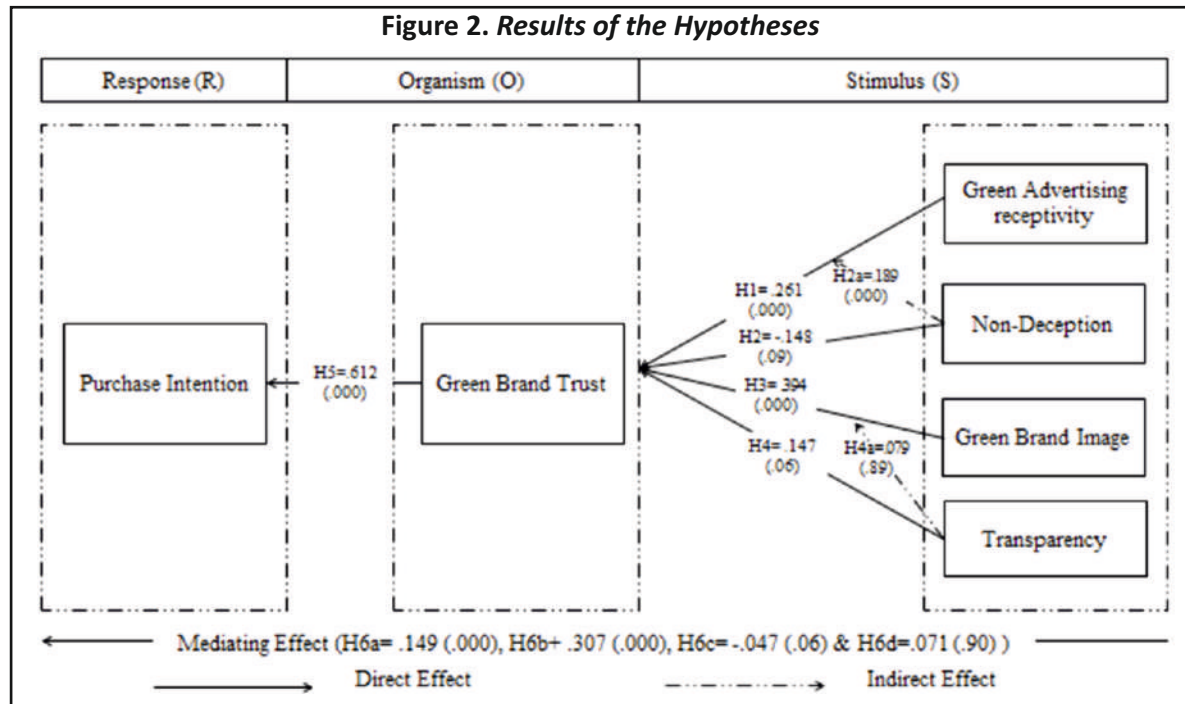 Figure 2. Results of the Hypotheses
Response (R)
Organism (O)
Stimulus (S)
Green Advertising
receptivity
H2a=.189
(.000)
H1= .261
(.000)
Non-Deception
H2=-.148
(.09)
Purchase Intention
H5=.612
(.000)
Green Brand Trust
H3= .394
(.000)
Green Brand Image
H4= .147
(.06)
H4a=.079
(.89)
Transparency
Mediating Effect (H6a= .149 (.000), H6b+ .307 (.000), H6c= -.047 (.06) & H6d=.071 (.90) )
Direct Effect
Indirect Effect